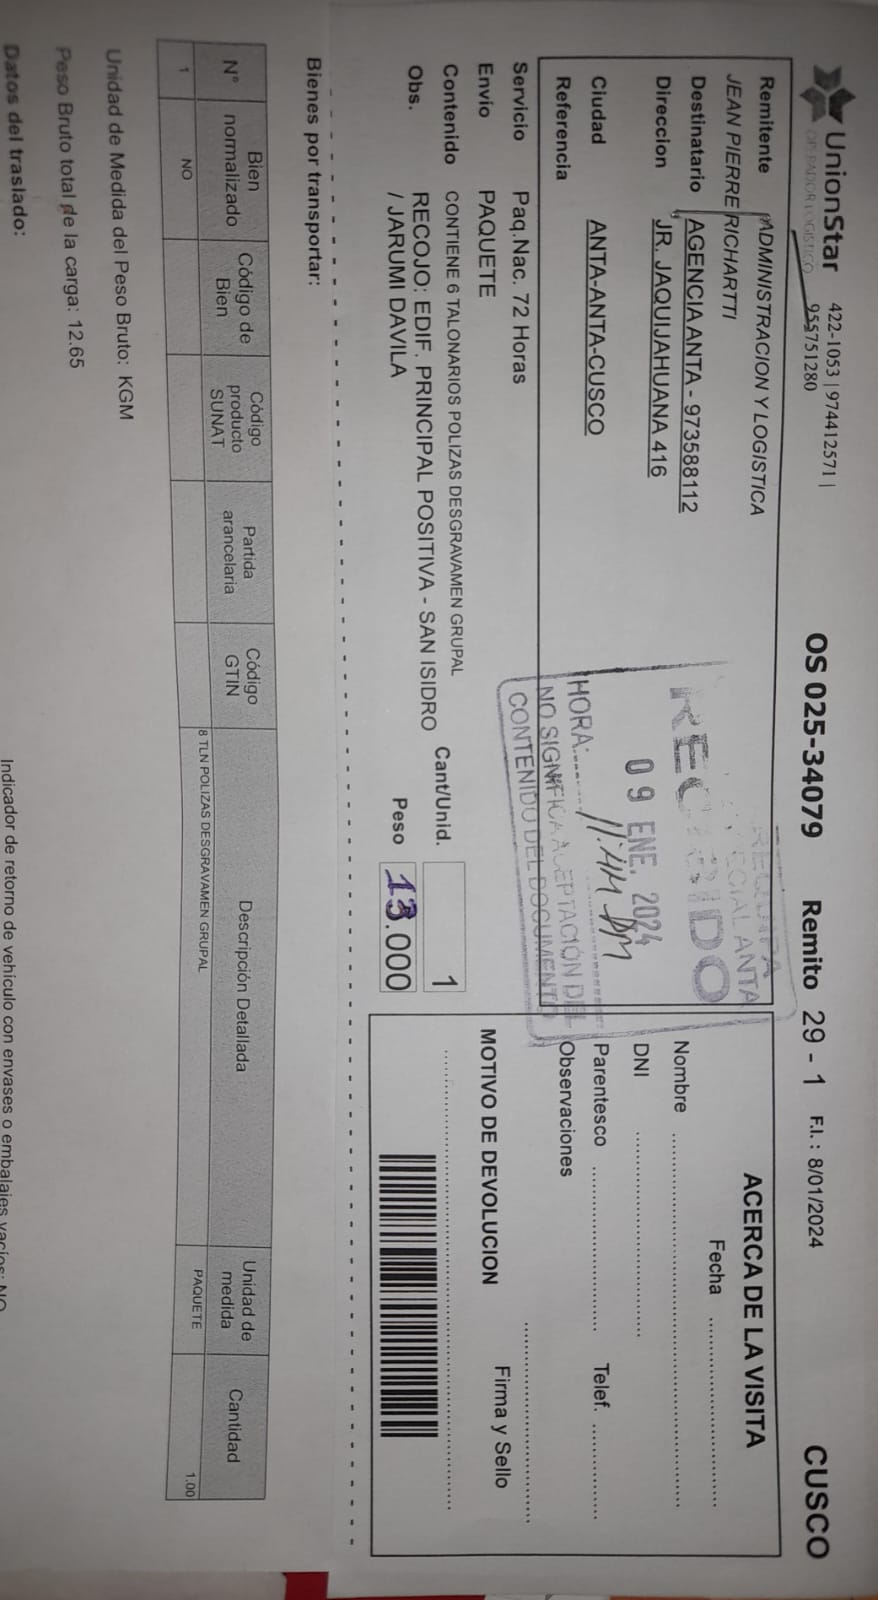 UnionStar
OPERADOR LOGISTICO
422-1053 | 974412571 |
955751280
OS 025-34079
Remito 29 - 1
F.I. : 8/01/2024
CUSCO
Remitente ADMINISTRACION Y LOGISTICA
JEAN PIERRE RICHARTTI
Destinatario AGENCIA ANTA - 973588112
Direccion JR. JAQUIJAHUANA 416
Ciudad ANTA-ANTA-CUSCO
Referencia
Servicio Paq.Nac. 72 Horas
Envío PAQUETE
Contenido CONTIENE 6 TALONARIOS POLIZAS DESGRAVAMEN GRUPAL
Obs. RECOJO: EDIF. PRINCIPAL POSITIVA - SAN ISIDRO
/ JARUMI DAVILA
Cant/Unid. 1
Peso 13.000
ANTA
RECIBIDO
09 ENE. 2024
HORA:
NO SIGNIFICA ACEPTACIÓN DEL
CONTENIDO DEL DOCUMENTO
ACERCA DE LA VISITA
Fecha
Nombre
DNI
Parentesco
Telef.
Observaciones
MOTIVO DE DEVOLUCION
Firma y Sello
Bienes por transportar:
N° Bien normalizado Código de Bien Código producto SUNAT Partida arancelaria Código GTIN Descripción Detallada Unidad de medida Cantidad
1 NO 8 TLN POLIZAS DESGRAVAMEN GRUPAL PAQUETE 1.00
Unidad de Medida del Peso Bruto: KGM
Peso Bruto total de la carga: 12.65
Datos del traslado:
Indicador de retorno de vehículo con envases o embalajes vacíos: NO